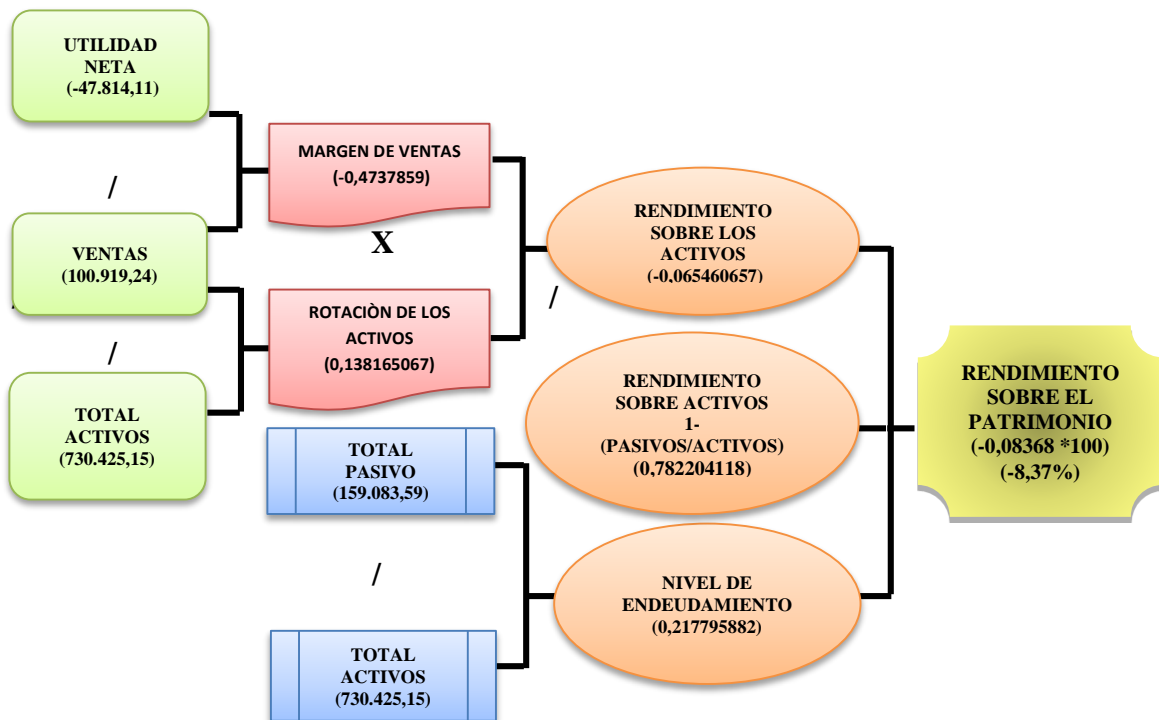 UTILIDAD
NETA
(-47.814,11)
/
VENTAS
(100.919,24)
/
TOTAL
ACTIVOS
(730.425,15)
MARGEN DE VENTAS
(-0,4737859)
X
ROTACIÒN DE LOS
ACTIVOS
(0,138165067)
TOTAL
PASIVO
(159.083,59)
/
TOTAL
ACTIVOS
(730.425,15)
RENDIMIENTO
SOBRE LOS
ACTIVOS
(-0,065460657)
/
RENDIMIENTO
SOBRE ACTIVOS
1-
(PASIVOS/ACTIVOS)
(0,782204118)
NIVEL DE
ENDEUDAMIENTO
(0,217795882)
RENDIMIENTO
SOBRE EL
PATRIMONIO
(-0,08368 *100)
(-8,37%)